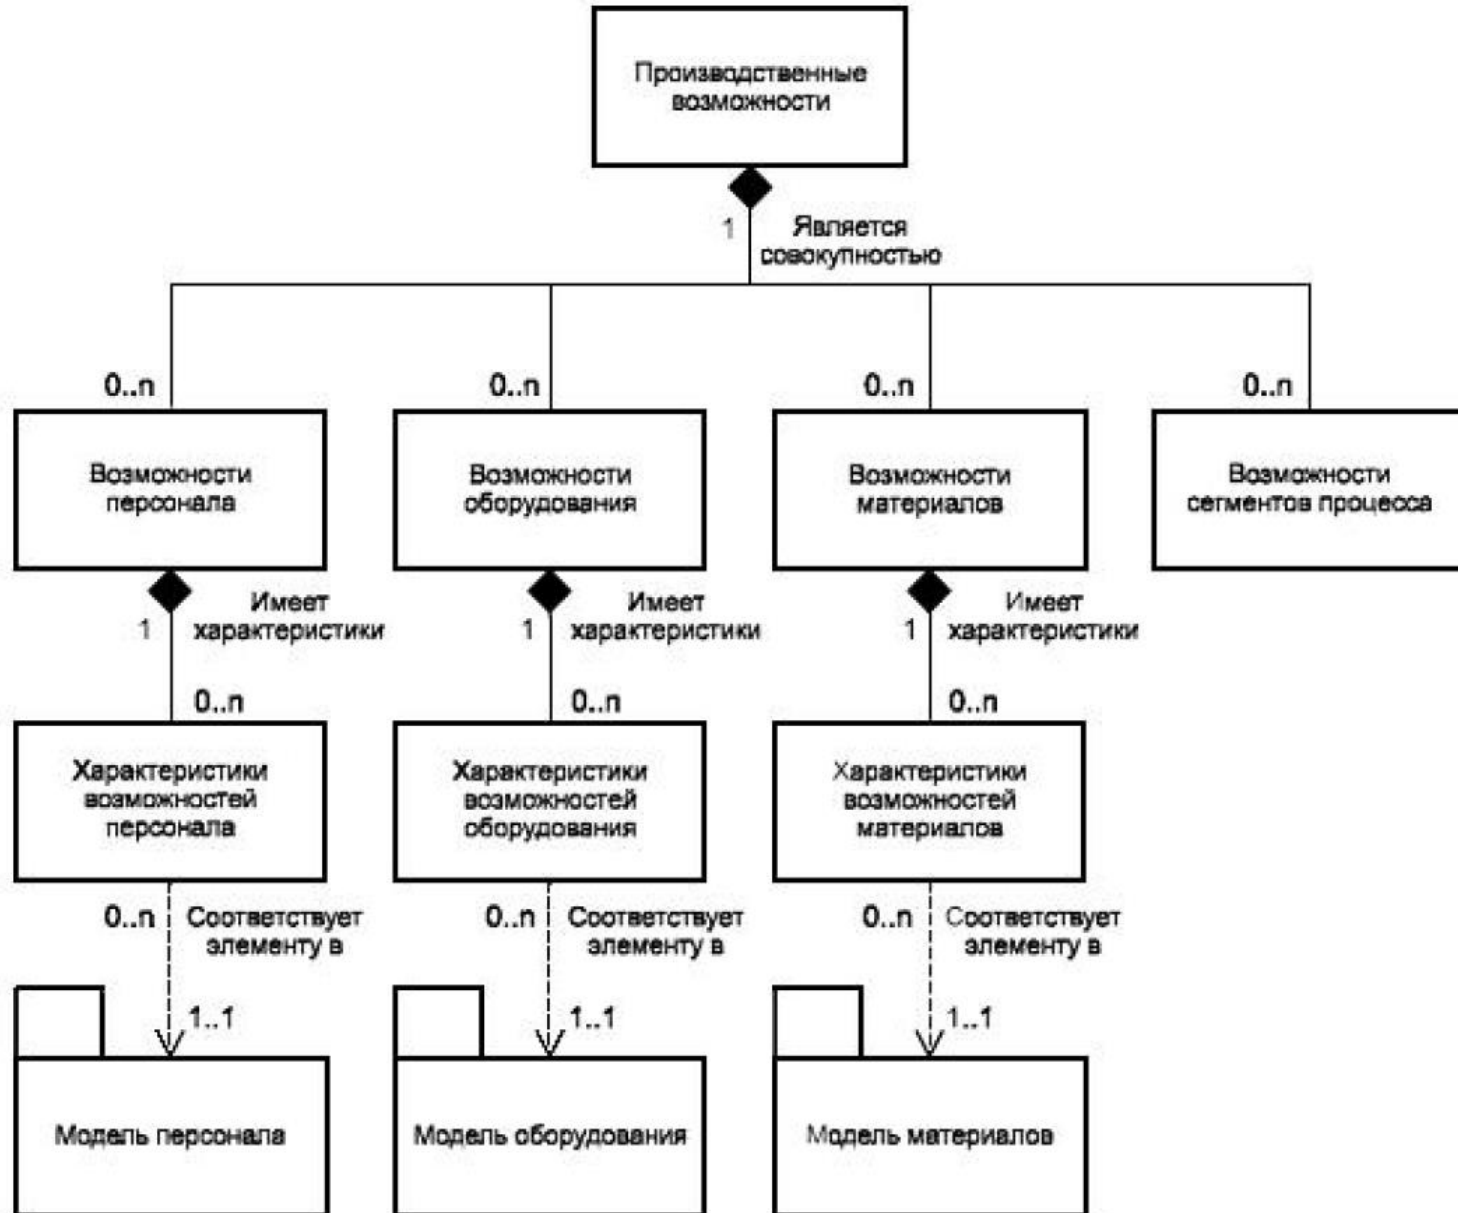 Производственные
возможности
1
Является
совокупностью
0..n
0..n
0..n
0..n
Возможности
персонала
Возможности
оборудования
Возможности
материалов
Возможности
сегментов процесса
1
Имеет
характеристики
1
Имеет
характеристики
1
Имеет
характеристики
0..n
0..n
0..n
Характеристики
возможностей
персонала
Характеристики
возможностей
оборудования
Характеристики
возможностей
материалов
0..n
Соответствует
элементу в
0..n
Соответствует
элементу в
0..n
Соответствует
элементу в
1..1
1..1
1..1
Модель персонала
Модель оборудования
Модель материалов